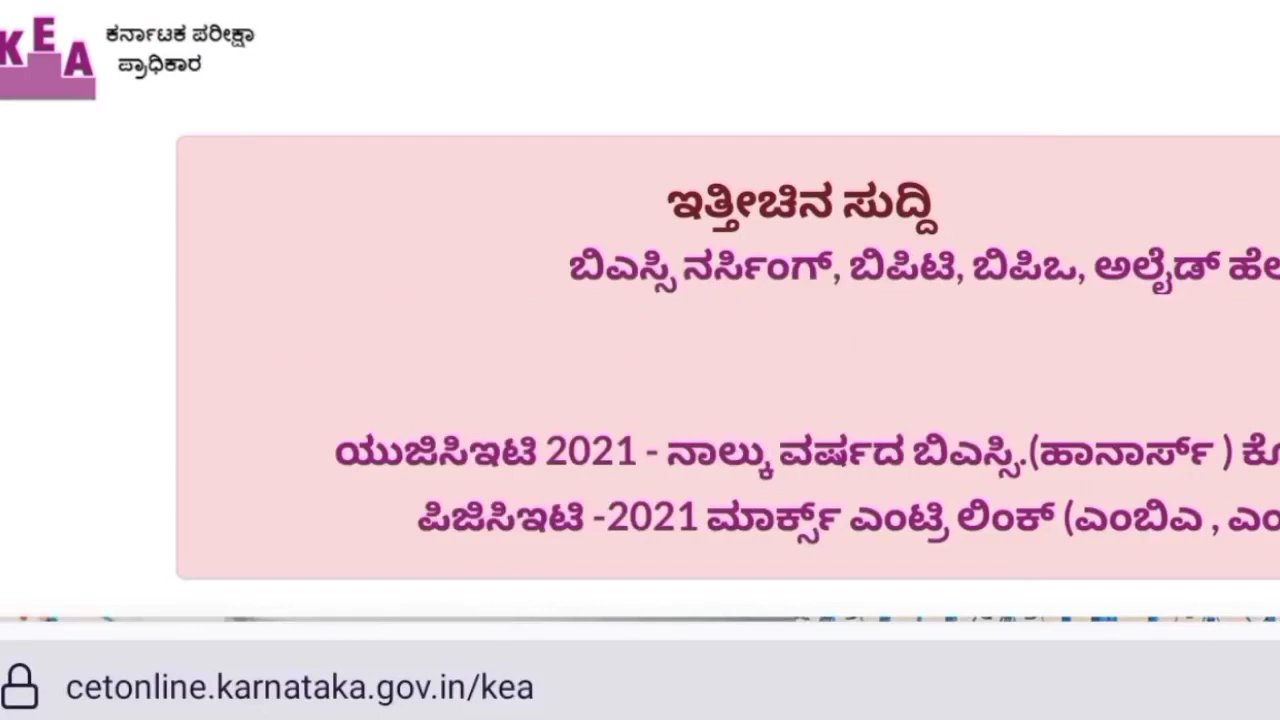 KEA
ಕರ್ನಾಟಕ ಪರೀಕ್ಷಾ
ಪ್ರಾಧಿಕಾರ
ಇತ್ತೀಚಿನ ಸುದ್ದಿ
ಬಿಎಸ್ಸಿ ನರ್ಸಿಂಗ್, ಬಿಪಿಟಿ, ಬಿಪಿಒ, ಅಲೈಡ್
ಯುಜಿಸಿಇಟಿ 2021 - ನಾಲ್ಕು ವರ್ಷದ ಬಿಎಸ್ಸಿ.(ಹಾನಾರ್ಸ್ )
ಪಿಜಿಸಿಇಟಿ -2021 ಮಾರ್ಕ್ಸ್ ಎಂಟ್ರಿ ಲಿಂಕ್ (ಎಂಬಿಎ ,
cetonline.karnataka.gov.in/kea